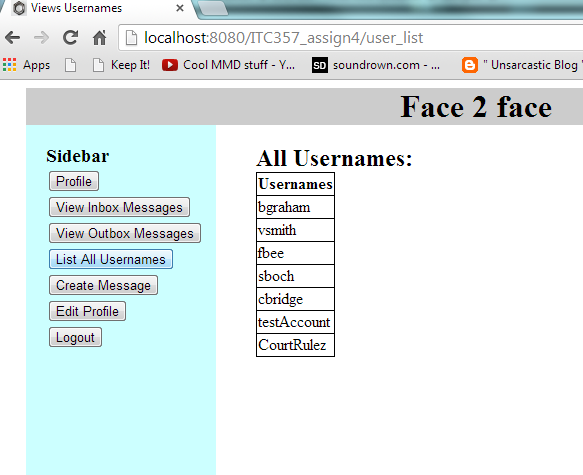 Views Usernames
localhost:8080/ITC357_assign4/user_list
Apps Keep It! Cool MMD stuff - Y... SD soundrown.com - ... " Unsarcastic Blog "
Face 2 face
Sidebar
Profile
View Inbox Messages
View Outbox Messages
List All Usernames
Create Message
Edit Profile
Logout
All Usernames:
Usernames
bgraham
vsmith
fbee
sboch
cbridge
testAccount
CourtRulez